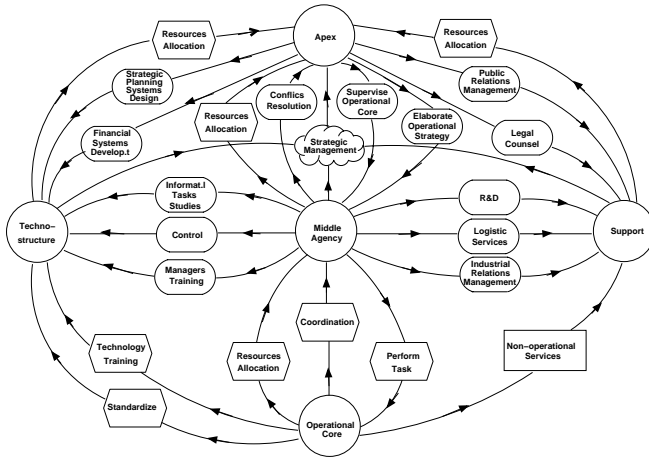 Resources
Allocation
Apex
Resources
Allocation
Strategic
Planning
Systems
Design
Public
Relations
Management
Conflics
Resolution
Supervise
Operational
Core
Resources
Allocation
Elaborate
Operational
Strategy
Financial
Systems
Develop.t
Legal
Counsel
Strategic
Management
Informat.l
Tasks
Studies
R&D
Techno−
structure
Control
Middle
Agency
Logistic
Services
Support
Managers
Training
Industrial
Relations
Management
Coordination
Technology
Training
Resources
Allocation
Perform
Task
Non−operational
Services
Standardize
Operational
Core